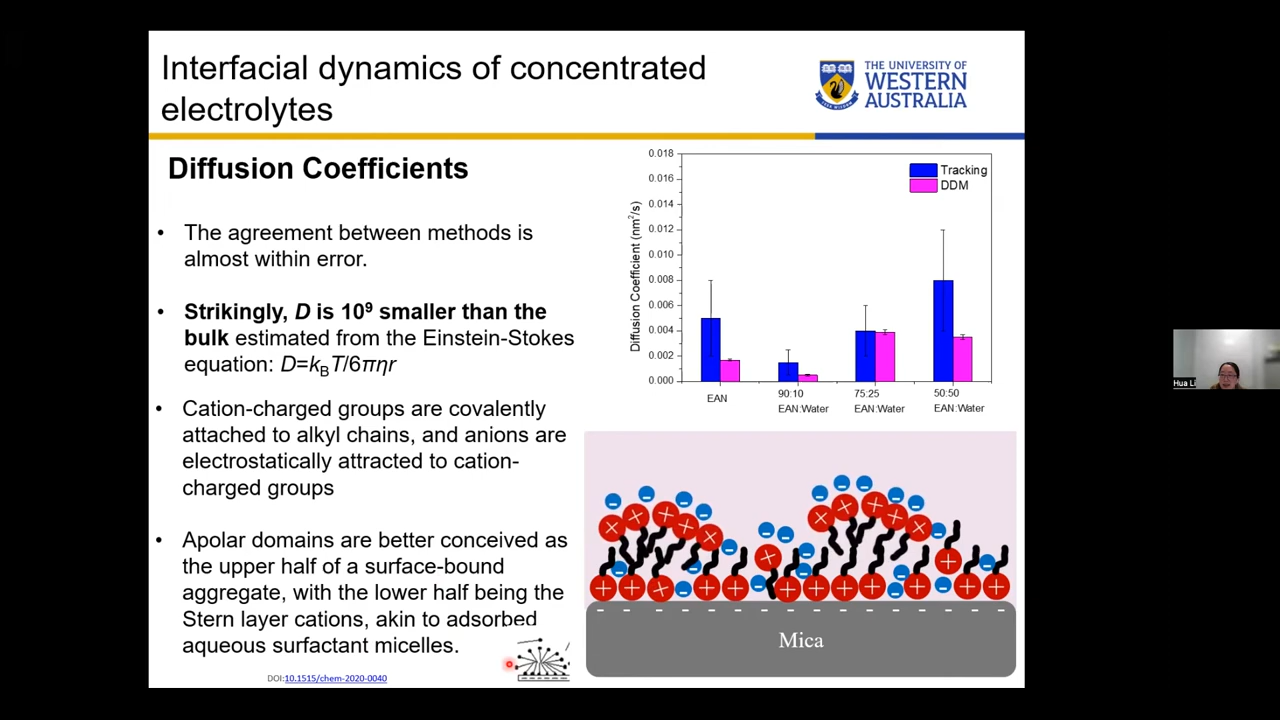 Interfacial dynamics of concentrated
electrolytes
THE UNIVERSITY OF
WESTERN
AUSTRALIA
Diffusion Coefficients
• The agreement between methods is
almost within error.
• Strikingly, D is 10⁹ smaller than the
bulk estimated from the Einstein-Stokes
equation: D=kBT/6πηr
• Cation-charged groups are covalently
attached to alkyl chains, and anions are
electrostatically attracted to cation-
charged groups
• Apolar domains are better conceived as
the upper half of a surface-bound
aggregate, with the lower half being the
Stern layer cations, akin to adsorbed
aqueous surfactant micelles.
DOI:10.1515/chem-2020-0040
Diffusion Coefficient (nm²/s)
0.018
0.016
0.014
0.012
0.010
0.008
0.006
0.004
0.002
0.000
Tracking
DDM
EAN
90:10
EAN:Water
75:25
EAN:Water
50:50
EAN:Water
Mica
Hua Li